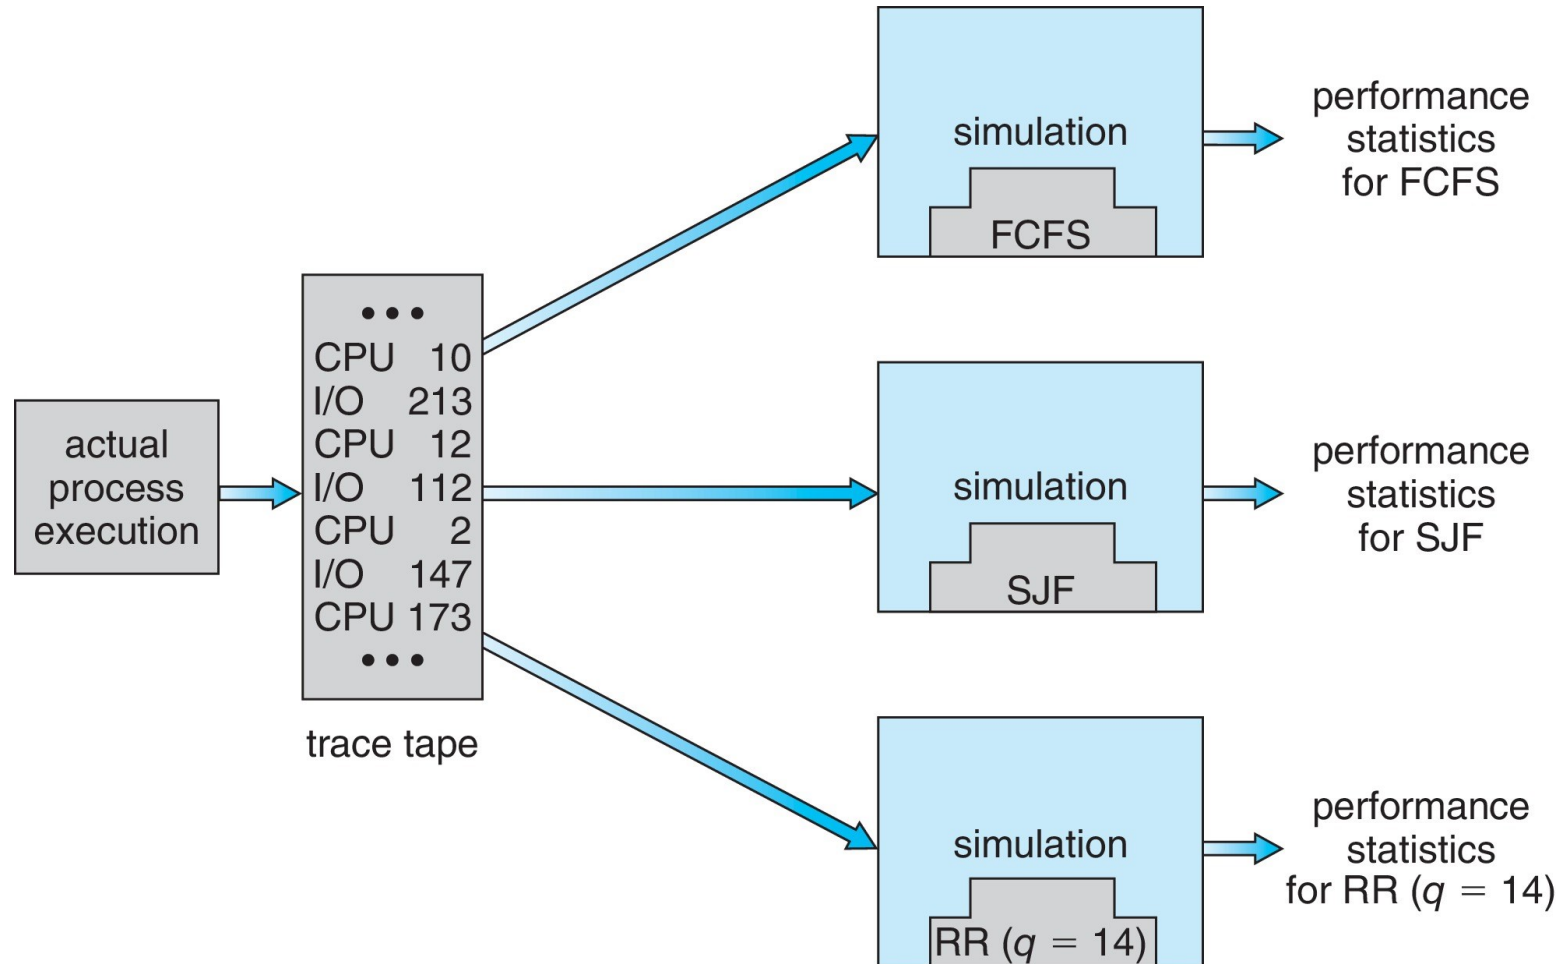 actual
process
execution
• • •
CPU 10
I/O 213
CPU 12
I/O 112
CPU 2
I/O 147
CPU 173
• • •
trace tape
simulation
FCFS
performance
statistics
for FCFS
simulation
SJF
performance
statistics
for SJF
simulation
RR (q = 14)
performance
statistics
for RR (q = 14)